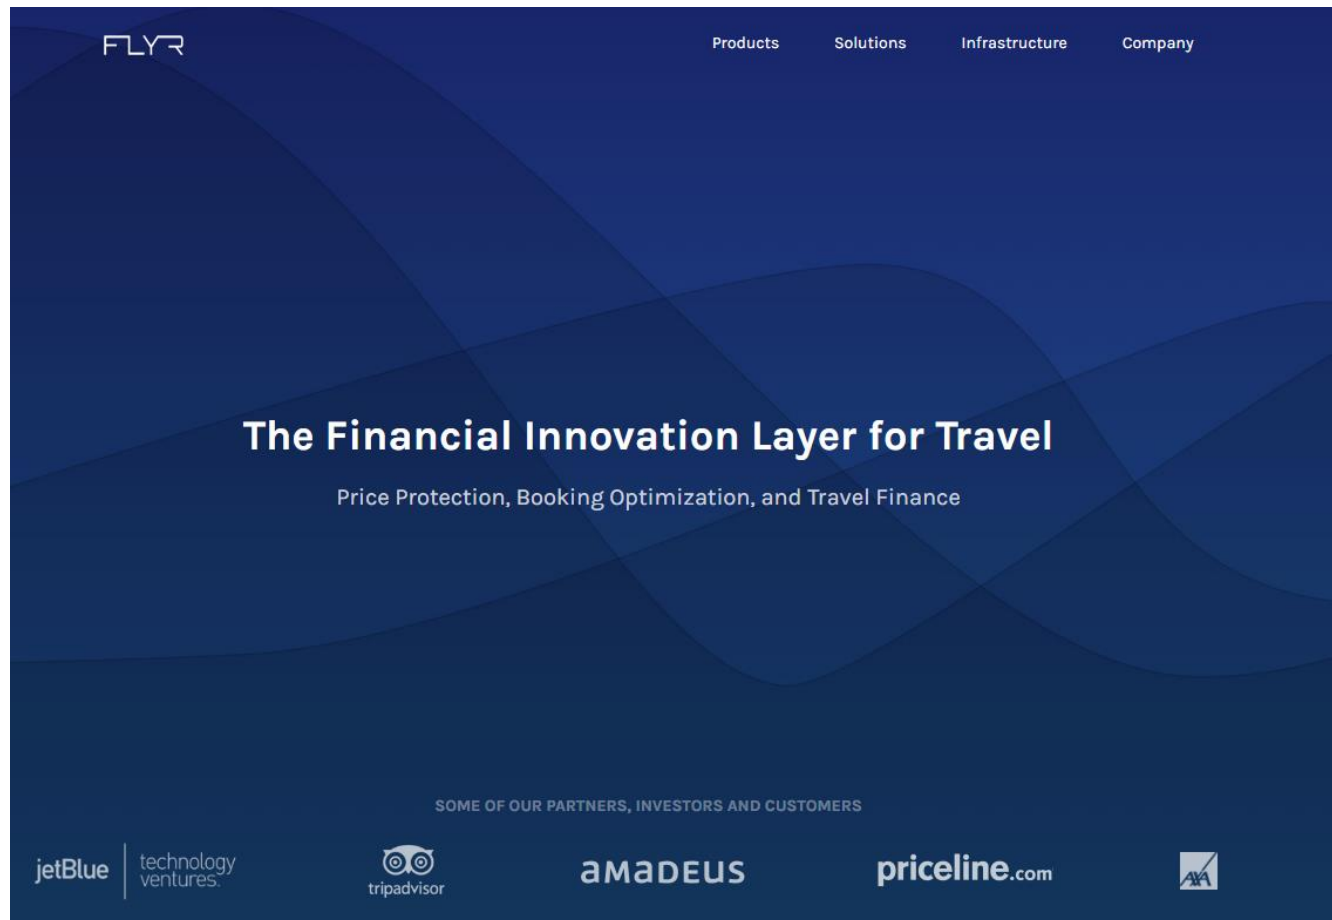 FLYR
Products Solutions Infrastructure Company
The Financial Innovation Layer for Travel
Price Protection, Booking Optimization, and Travel Finance
SOME OF OUR PARTNERS, INVESTORS AND CUSTOMERS
jetBlue technology ventures.
tripadvisor
aMaDEUS
priceline.com
AXA